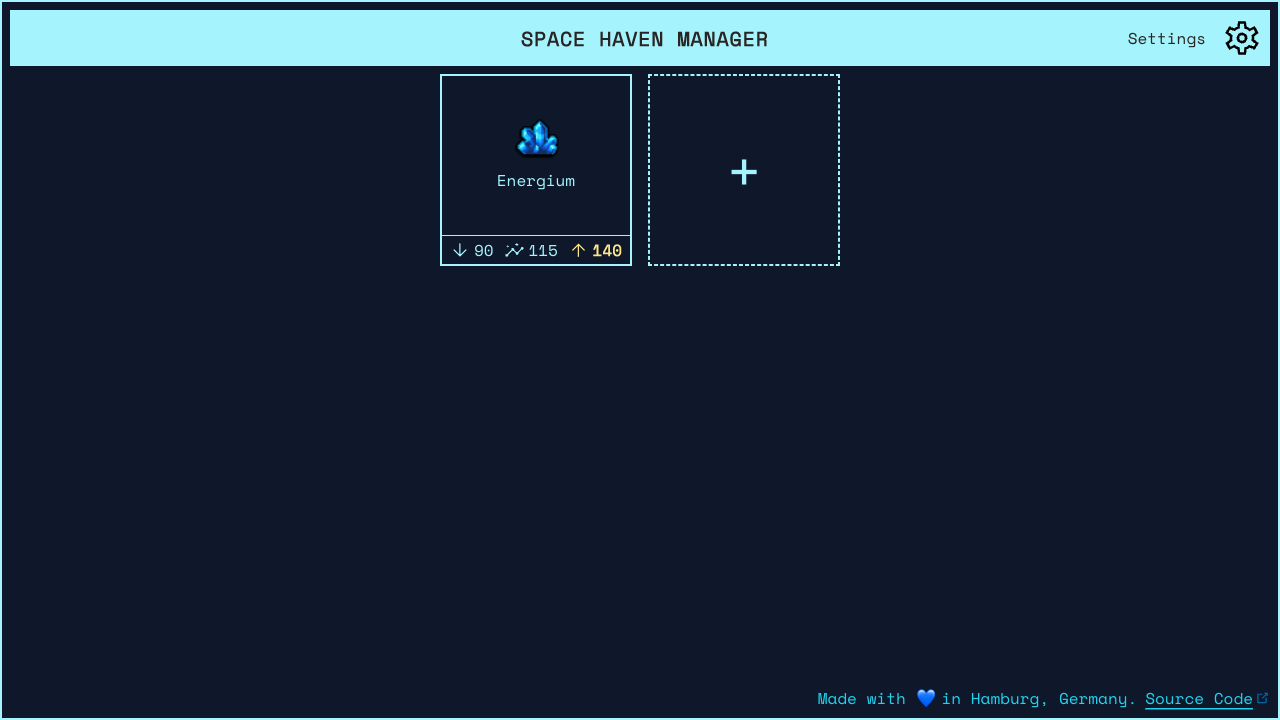 SPACE HAVEN MANAGER
Settings
Energium
90 115 140
Made with 💙 in Hamburg, Germany. Source Code